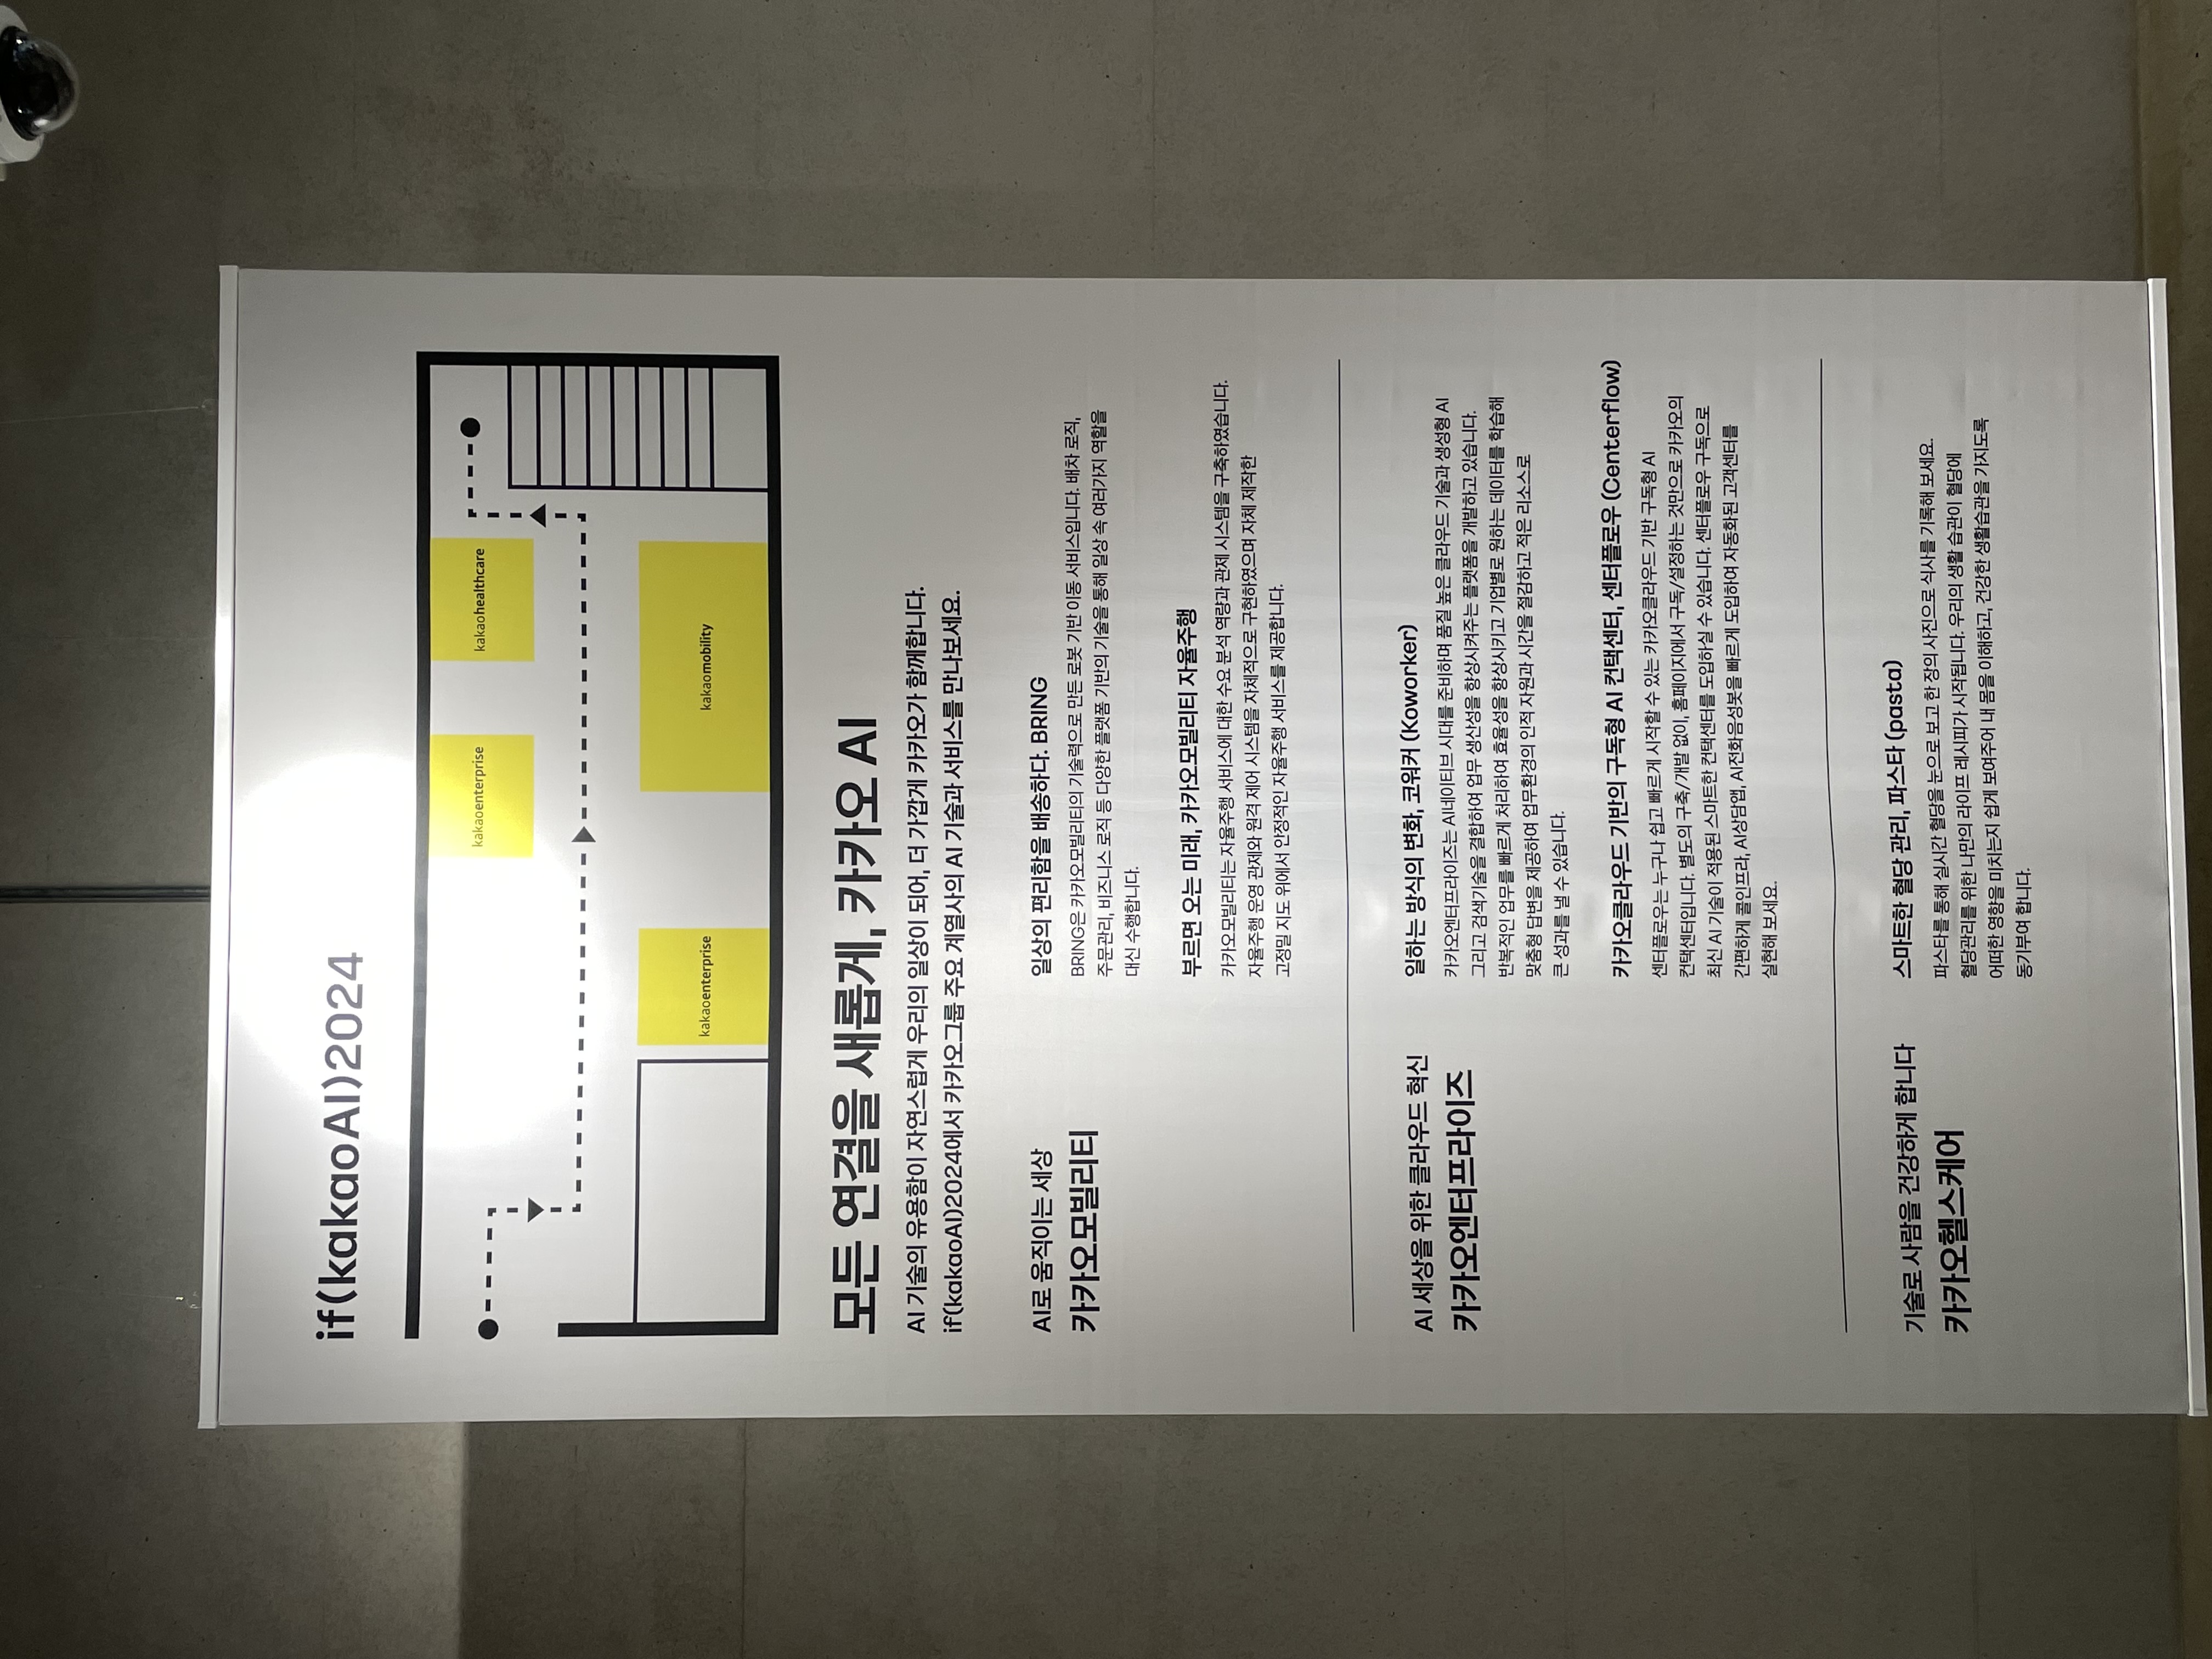 if(kakaoAI)2024
kakaoenterprise
kakaohealthcare
kakaoenterprise
kakaomobility
모든 연결을 새롭게, 카카오 AI
AI 기술의 유용함이 자연스럽게 우리의 일상이 되어, 더 가깝게 카카오가 함께합니다.
if(kakaoAI)2024에서 카카오그룹 주요 계열사의 AI 기술과 서비스를 만나보세요.
AI로 움직이는 세상
카카오모빌리티
일상의 편리함을 배송하다. BRING
BRING은 카카오모빌리티의 기술력으로 만든 로봇 기반 이동 서비스입니다. 배차 로직,
주문관리, 비즈니스 로직 등 다양한 플랫폼 기반의 기술을 통해 일상 속 여러가지 역할을
대신 수행합니다.
부르면 오는 미래, 카카오모빌리티 자율주행
카카오모빌리티는 자율주행 서비스에 대한 수요 분석 역량과 관제 시스템을 구축하였습니다.
자율주행 운영 관제와 원격 제어 시스템을 자체적으로 구현하였으며 자체 제작한
고정밀 지도 위에서 안정적인 자율주행 서비스를 제공합니다.
AI 세상을 위한 클라우드 혁신
카카오엔터프라이즈
일하는 방식의 변화, 코워커 (Koworker)
카카오엔터프라이즈는 AI네이티브 시대를 준비하며 품질 높은 클라우드 기술과 생성형 AI
그리고 검색기술을 결합하여 업무 생산성을 향상시켜주는 플랫폼을 개발하고 있습니다.
반복적인 업무를 빠르게 처리하여 효율성을 향상시키고 기업별로 원하는 데이터를 학습해
맞춤형 답변을 제공하여 업무환경의 인적 자원과 시간을 절감하고 적은 리소스로
큰 성과를 낼 수 있습니다.
카카오클라우드 기반의 구독형 AI 컨택센터, 센터플로우 (Centerflow)
센터플로우는 누구나 쉽고 빠르게 시작할 수 있는 카카오클라우드 기반 구독형 AI
컨택센터입니다. 별도의 구축/개발 없이, 홈페이지에서 구독/설정하는 것만으로 카카오의
최신 AI 기술이 적용된 스마트한 컨택센터를 도입하실 수 있습니다. 센터플로우 구독으로
간편하게 콜인프라, AI상담앱, AI전화음성봇을 빠르게 도입하여 자동화된 고객센터를
실현해 보세요.
기술로 사람을 건강하게 합니다
카카오헬스케어
스마트한 혈당 관리, 파스타 (pasta)
파스타를 통해 실시간 혈당을 눈으로 보고 한 장의 사진으로 식사를 기록해 보세요.
혈당관리를 위한 나만의 라이프 레시피가 시작됩니다. 우리의 생활 습관이 혈당에
어떠한 영향을 미치는지 쉽게 보여주어 내 몸을 이해하고, 건강한 생활습관을 가지도록
동기부여 합니다.